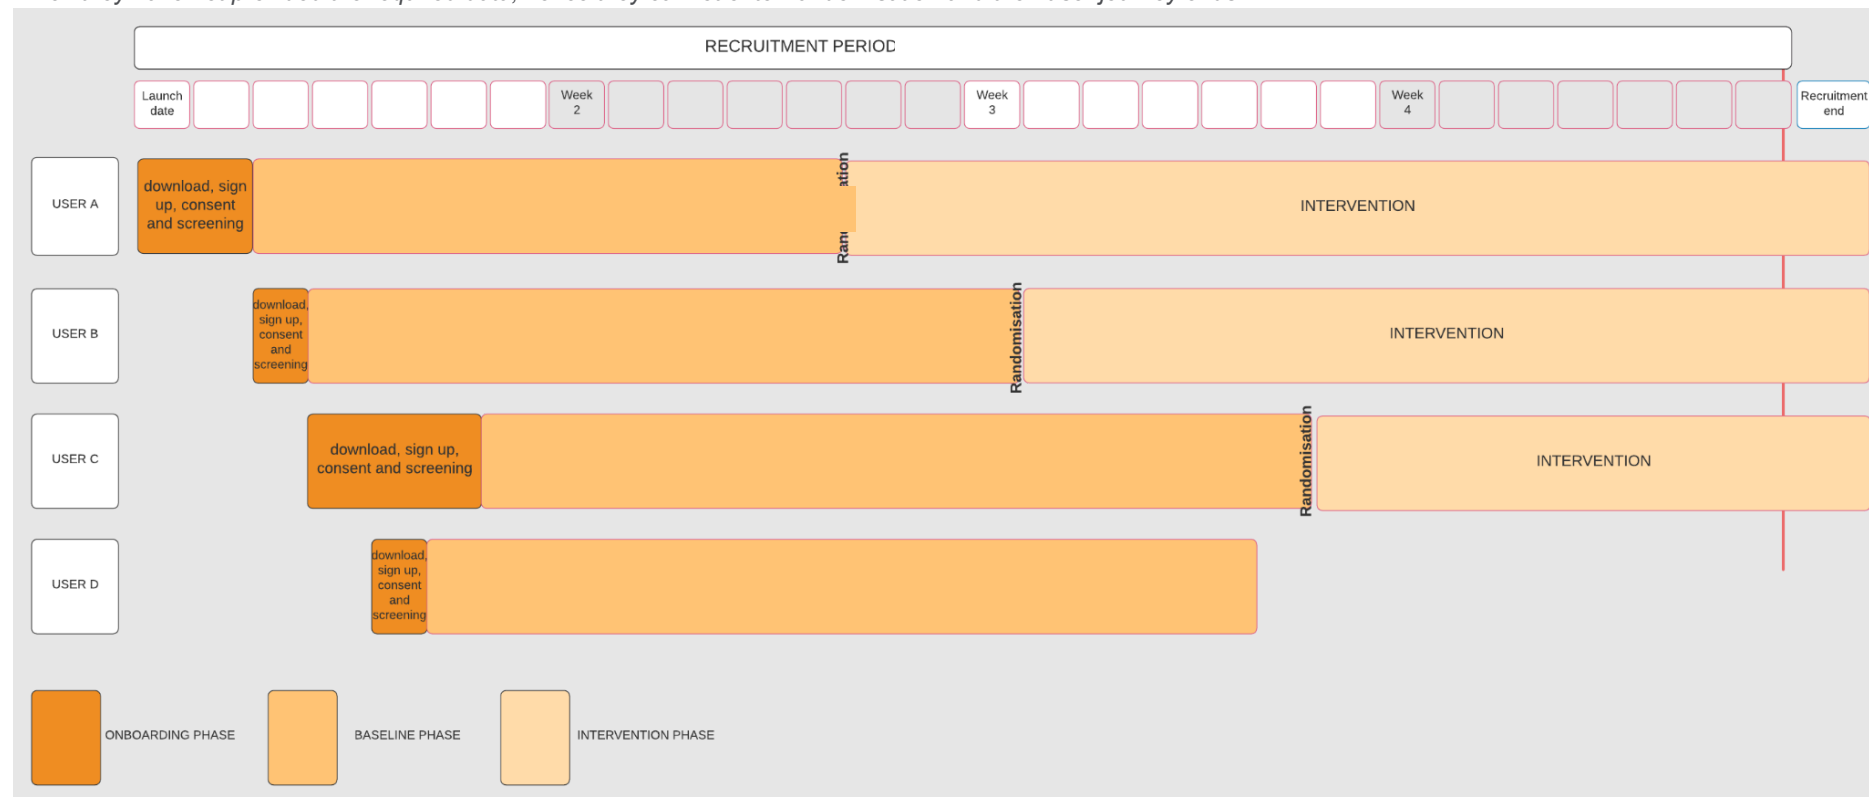 RECRUITMENT PERIOD
Launch
date
Week
2
Week
3
Week
4
Recruitment
end
USER A
download, sign
up, consent
and screening
INTERVENTION
USER B
download,
sign up,
consent
and
screening
Randomisation
INTERVENTION
USER C
download, sign up,
consent and screening
Randomisation
INTERVENTION
USER D
download,
sign up,
consent
and
screening
ONBOARDING PHASE
BASELINE PHASE
INTERVENTION PHASE